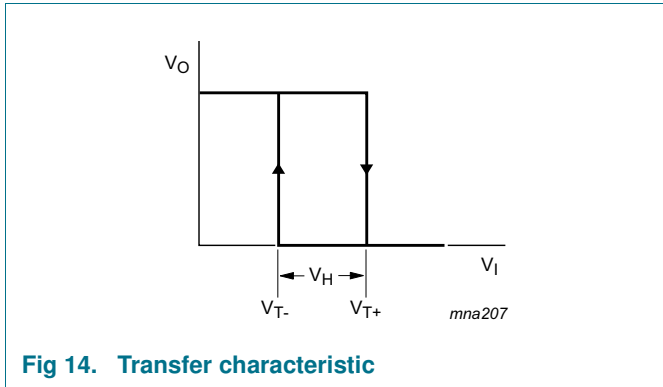 VO
VH
VI
VT-
VT+
mna207
Fig 14. Transfer characteristic